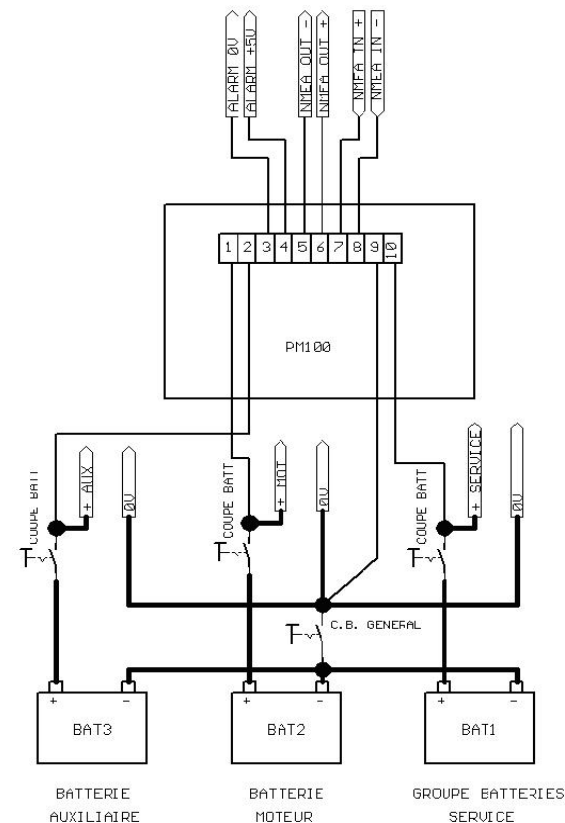 ALARM 0V
ALARM +5V
NMEA OUT -
NMEA OUT +
NMEA IN +
NMEA IN -
1 2 3 4 5 6 7 8 9 10
PM100
COUPE BATT
+ AUX
0V
COUPE BATT
+ MOT
0V
COUPE BATT
+ SERVICE
0V
C.B. GENERAL
+ -
BAT3
+ -
BAT2
+ -
BAT1
BATTERIE
AUXILIAIRE
BATTERIE
MOTEUR
GROUPE BATTERIES
SERVICE